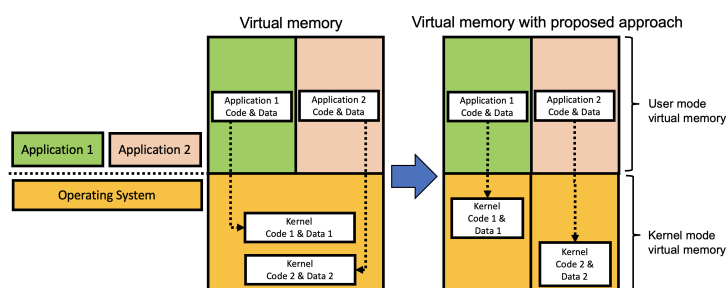 Virtual memory
Virtual memory with proposed approach
Application 1
Code & Data
Application 2
Code & Data
Application 1
Code & Data
Application 2
Code & Data
User mode
virtual memory
Application 1
Application 2
Operating System
Kernel
Code 1 & Data 1
Kernel
Code 2 & Data 2
Kernel
Code 1 &
Data 1
Kernel
Code 2 &
Data 2
Kernel mode
virtual memory